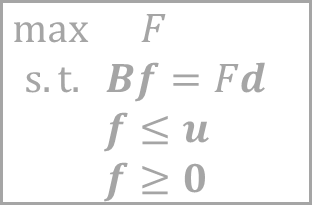 max F
s.t. Bf = Fd
f ≤ u
f ≥ 0